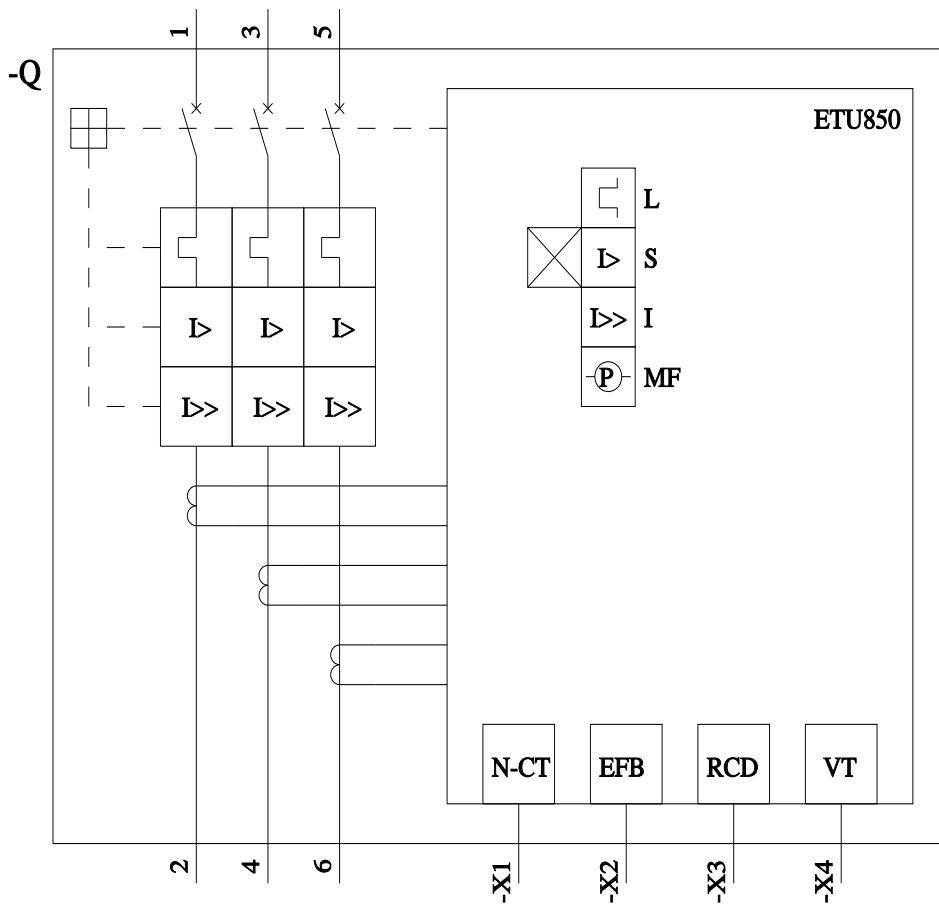 1 3 5
-Q
ETU850
L
I> S
I> I> I>
I>> I
I>> I>> I>>
P MF
N-CT EFB RCD VT
2 4 6 -X1 -X2 -X3 -X4